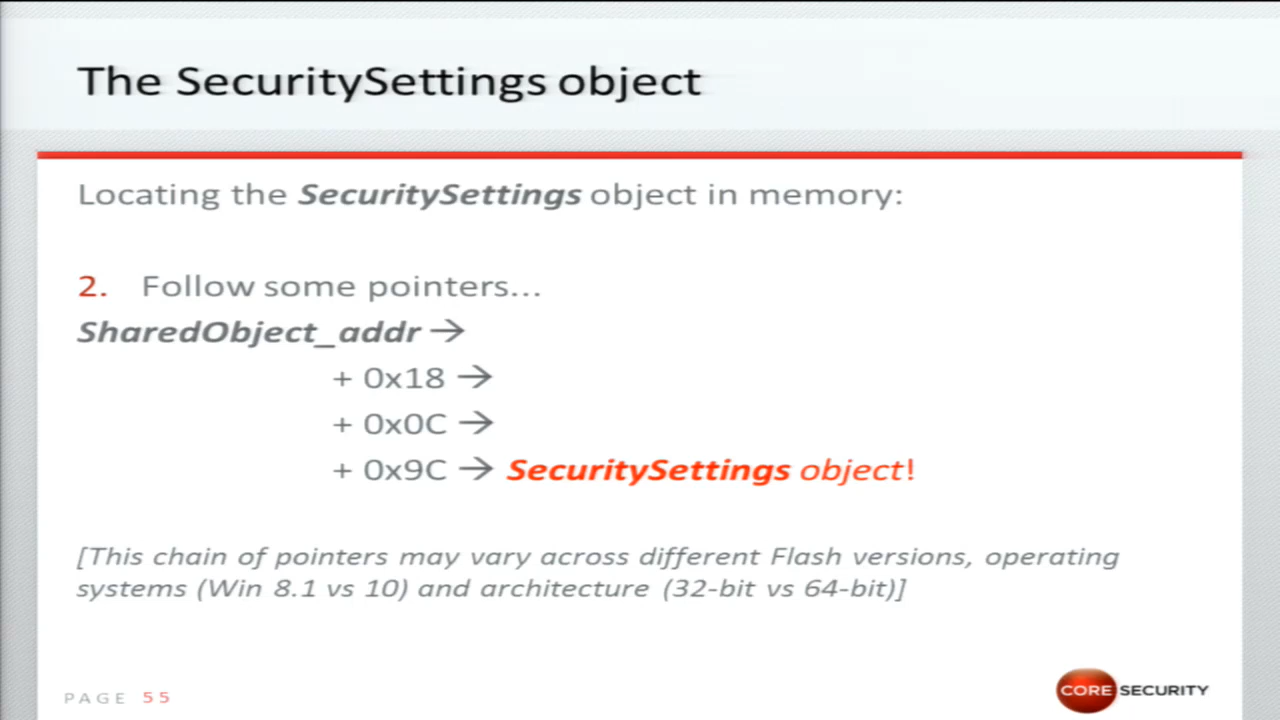 The SecuritySettings object
Locating the SecuritySettings object in memory:
2. Follow some pointers...
SharedObject_addr →
+ 0x18 →
+ 0x0C →
+ 0x9C → SecuritySettings object!
[This chain of pointers may vary across different Flash versions, operating
systems (Win 8.1 vs 10) and architecture (32-bit vs 64-bit)]
PAGE 55
CORE SECURITY